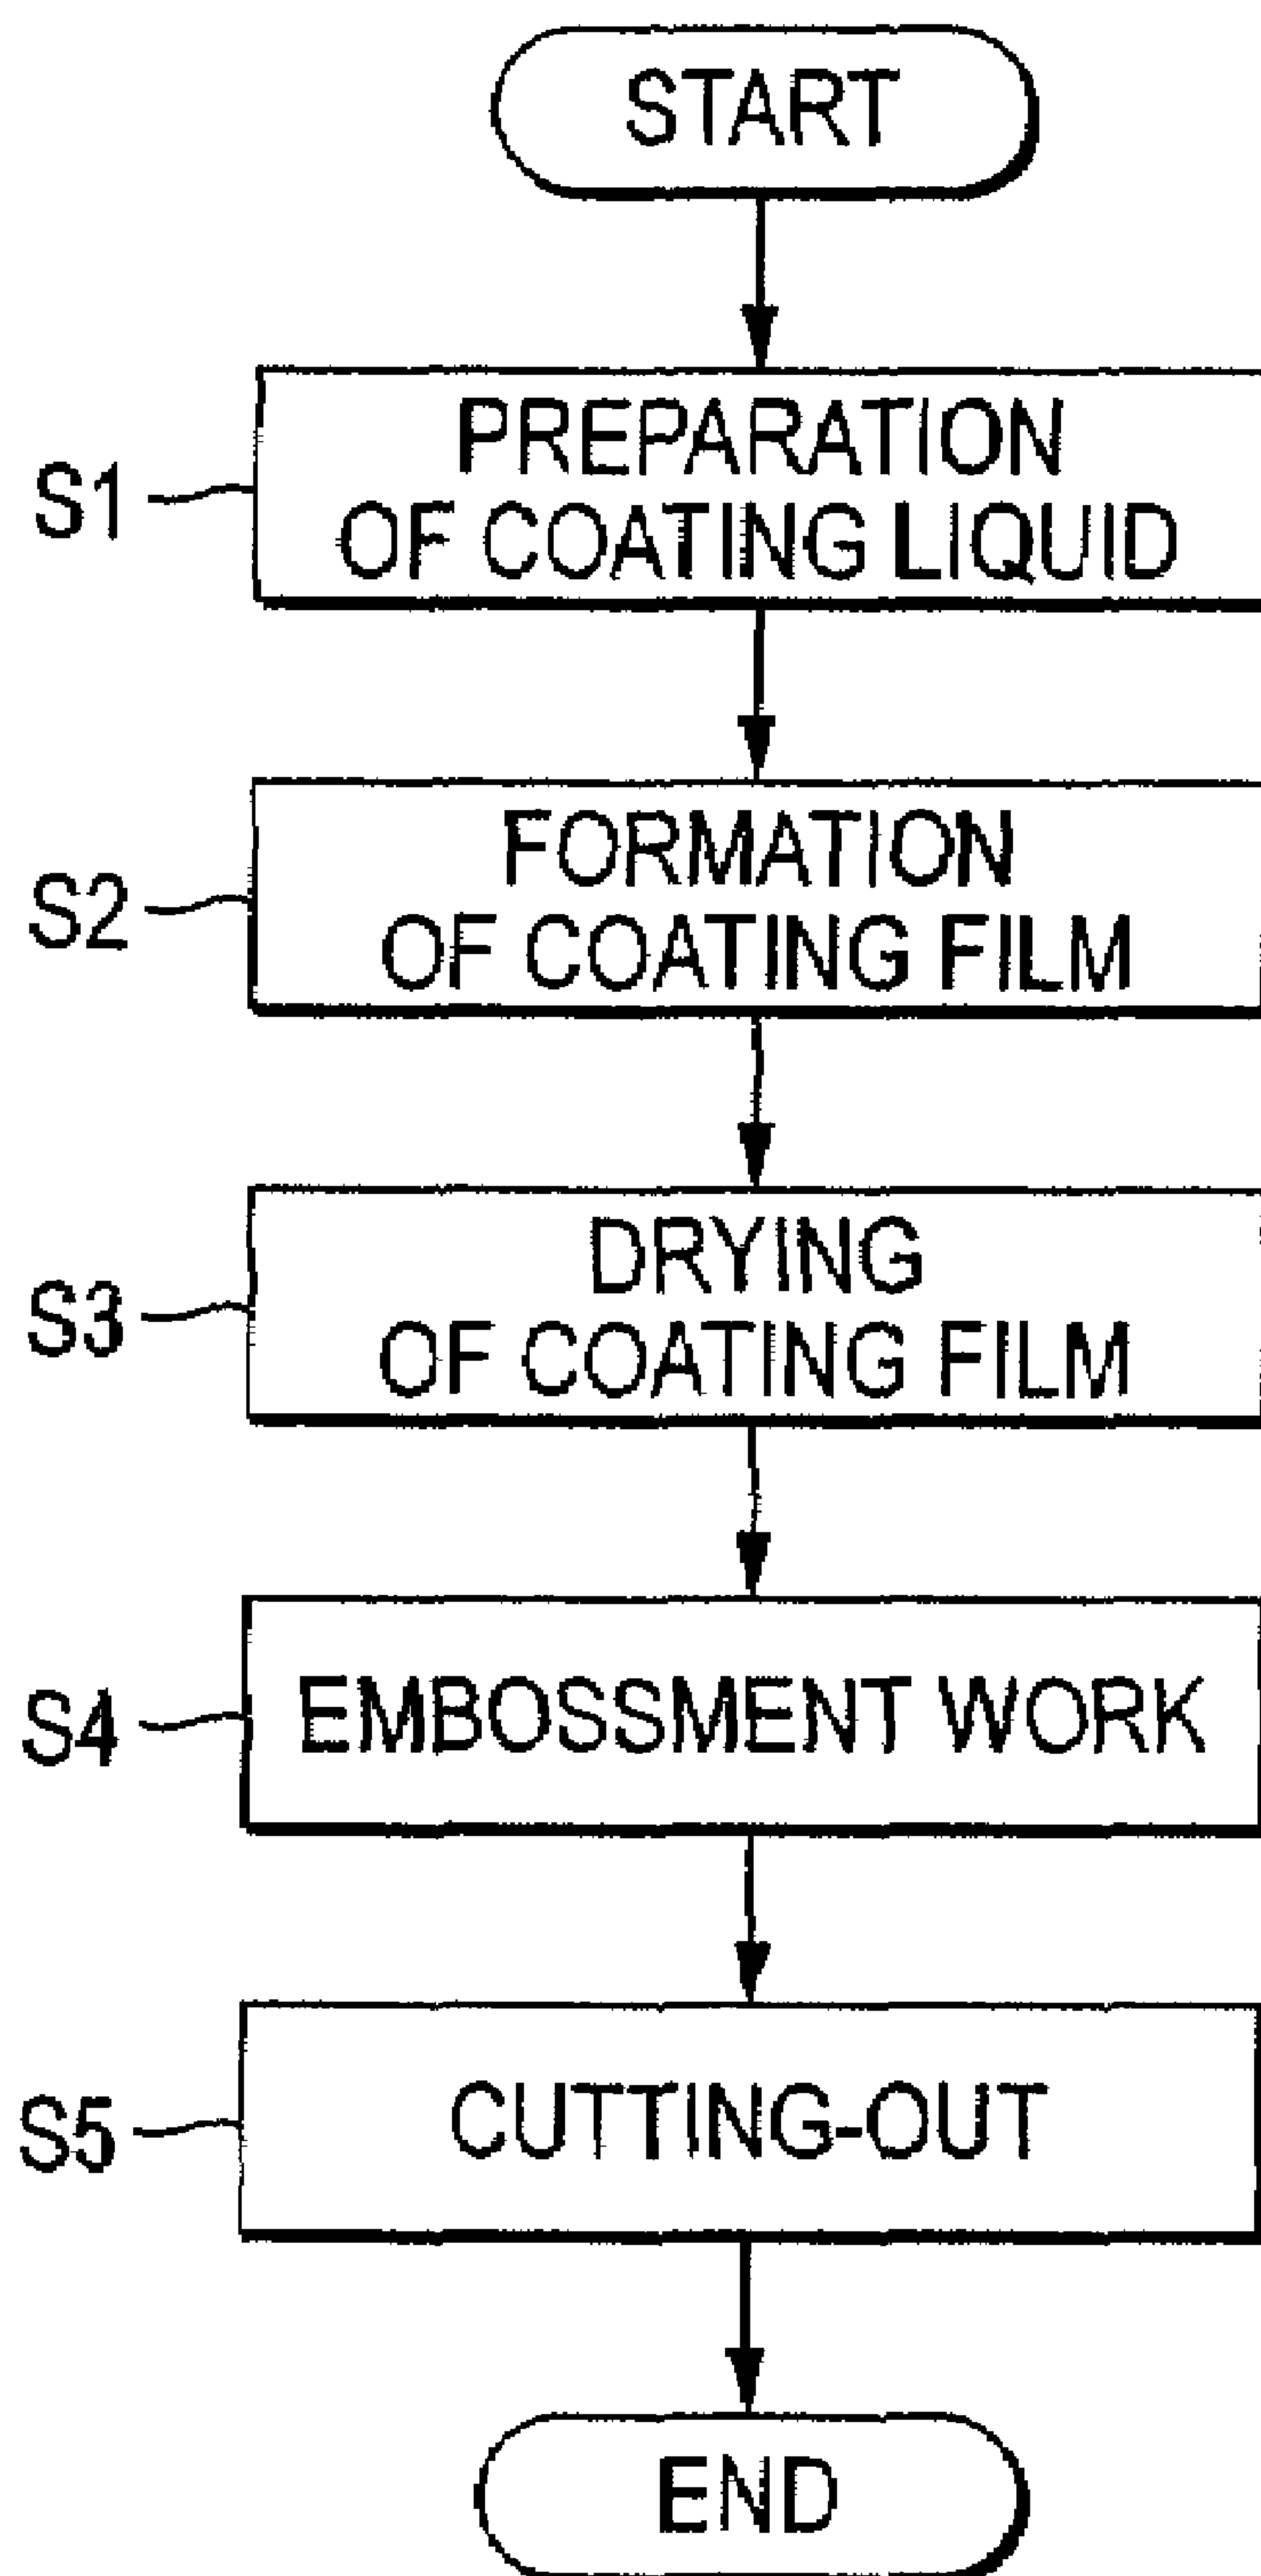 START
S1
PREPARATION
OF COATING LIQUID
S2
FORMATION
OF COATING FILM
S3
DRYING
OF COATING FILM
S4
EMBOSSMENT WORK
S5
CUTTING-OUT
END